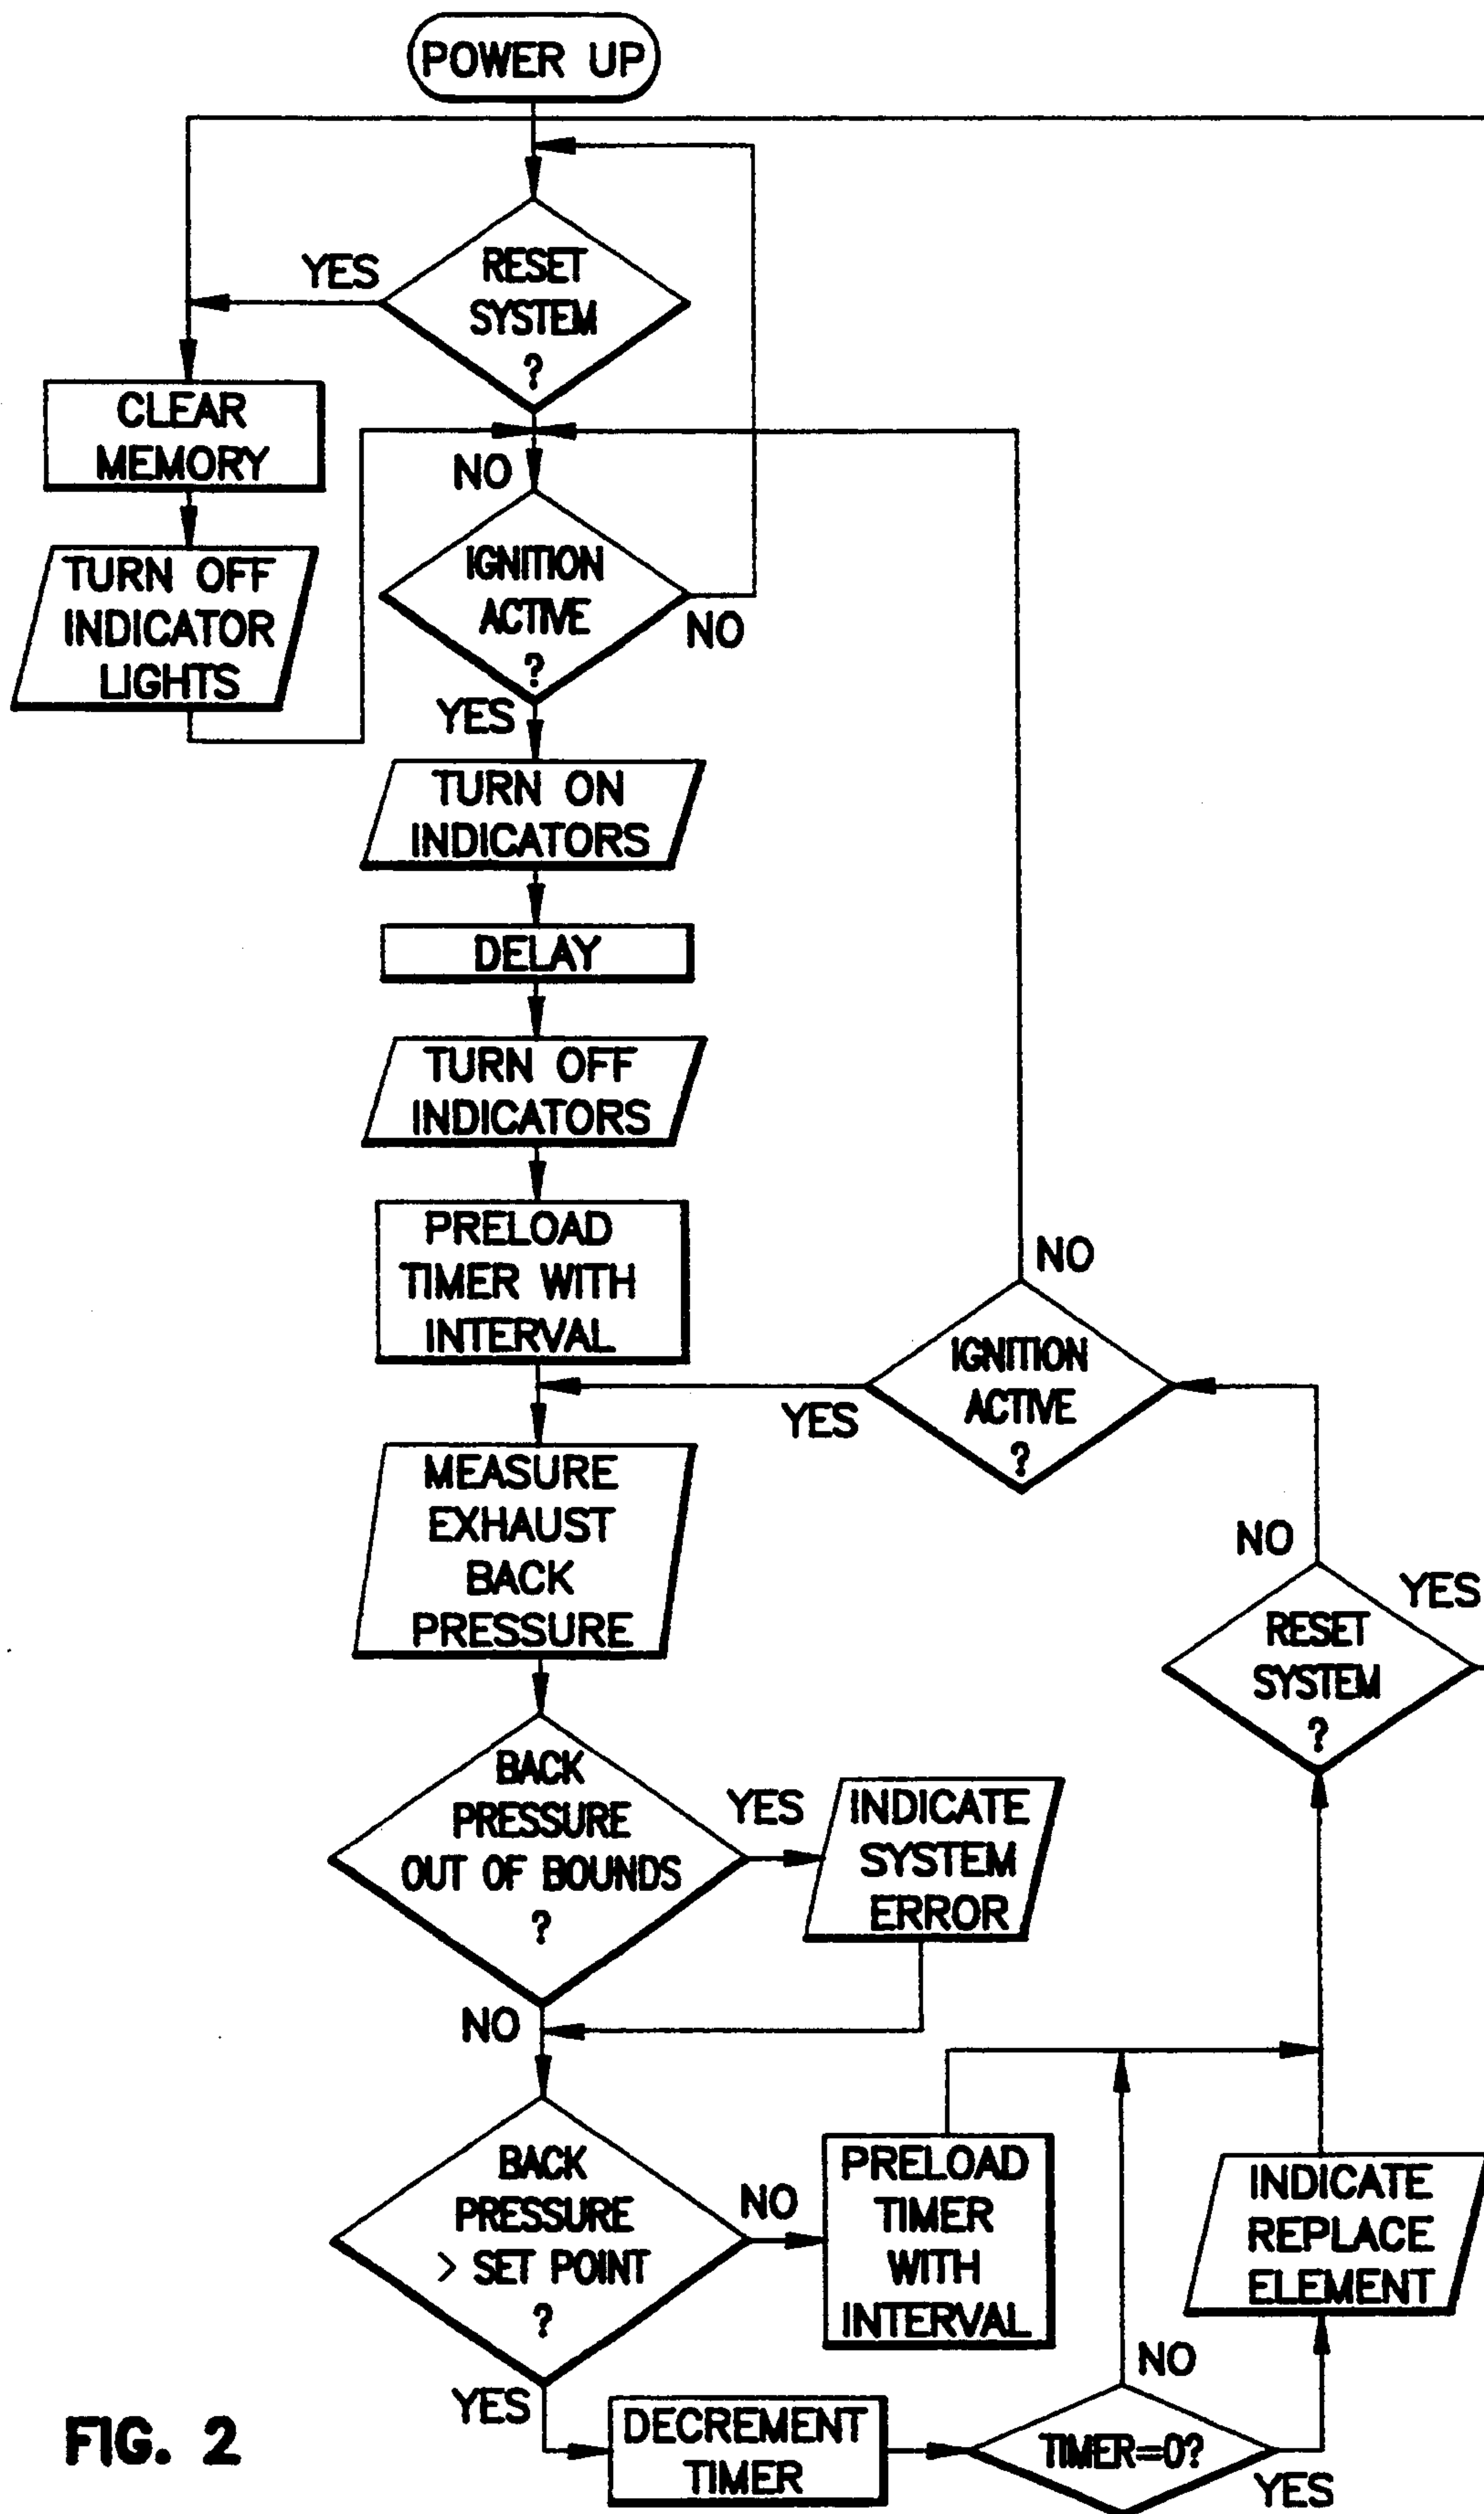 POWER UP
YES
RESET
SYSTEM
?
CLEAR
MEMORY
NO
TURN OFF
INDICATOR
LIGHTS
IGNITION
ACTIVE
?
NO
YES
TURN ON
INDICATORS
DELAY
TURN OFF
INDICATORS
PRELOAD
TIMER WITH
INTERVAL
NO
IGNITION
ACTIVE
?
YES
MEASURE
EXHAUST
BACK
PRESSURE
NO
YES
RESET
SYSTEM
?
BACK
PRESSURE
OUT OF BOUNDS
?
YES
INDICATE
SYSTEM
ERROR
NO
BACK
PRESSURE
> SET POINT
?
NO
PRELOAD
TIMER
WITH
INTERVAL
INDICATE
REPLACE
ELEMENT
YES
DECREMENT
TIMER
NO
TIMER=0?
YES
FIG. 2